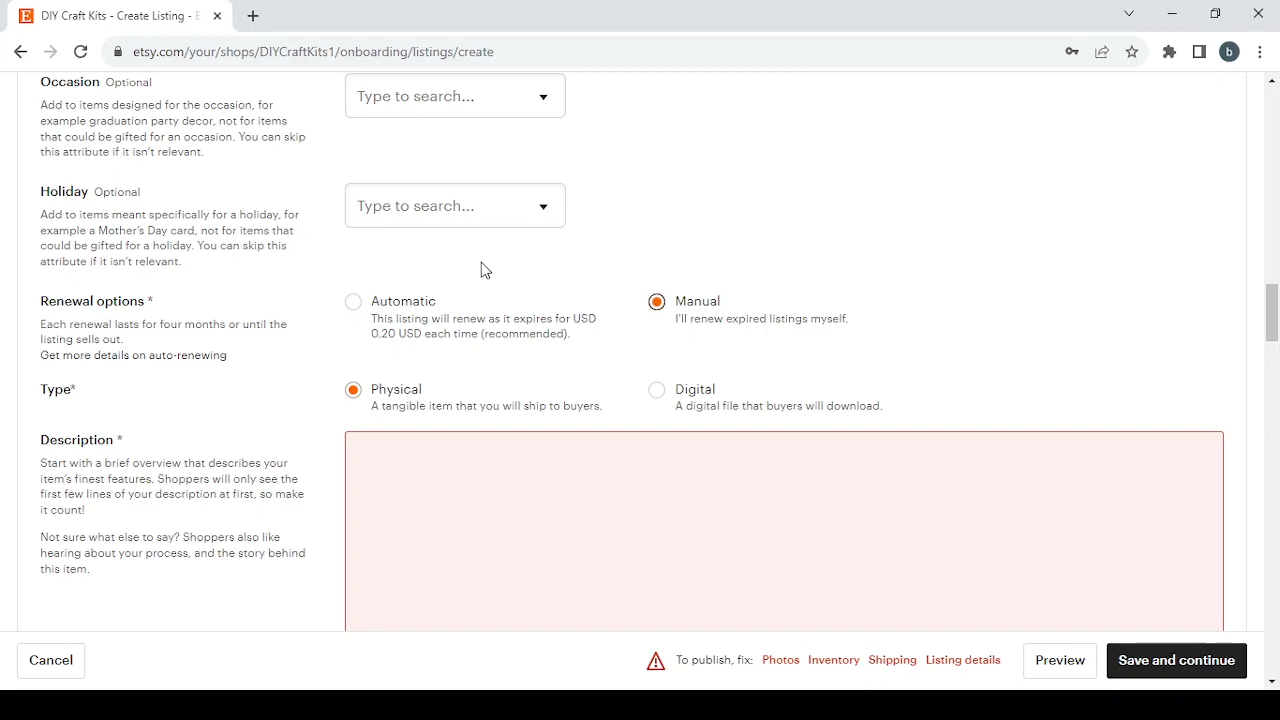 DIY Craft Kits - Create Listing - E
etsy.com/your/shops/DIYCraftKits1/onboarding/listings/create
b
Occasion Optional
Add to items designed for the occasion, for
example graduation party decor, not for items
that could be gifted for an occasion. You can skip
this attribute if it isn't relevant.
Type to search...
Holiday Optional
Add to items meant specifically for a holiday, for
example a Mother's Day card, not for items that
could be gifted for a holiday. You can skip this
attribute if it isn't relevant.
Type to search...
Renewal options *
Each renewal lasts for four months or until the
listing sells out.
Get more details on auto-renewing
Automatic
This listing will renew as it expires for USD
0.20 USD each time (recommended).
Manual
I'll renew expired listings myself.
Type*
Physical
A tangible item that you will ship to buyers.
Digital
A digital file that buyers will download.
Description *
Start with a brief overview that describes your
item's finest features. Shoppers will only see the
first few lines of your description at first, so make
it count!
Not sure what else to say? Shoppers also like
hearing about your process, and the story behind
this item.
Cancel
To publish, fix: Photos Inventory Shipping Listing details
Preview
Save and continue